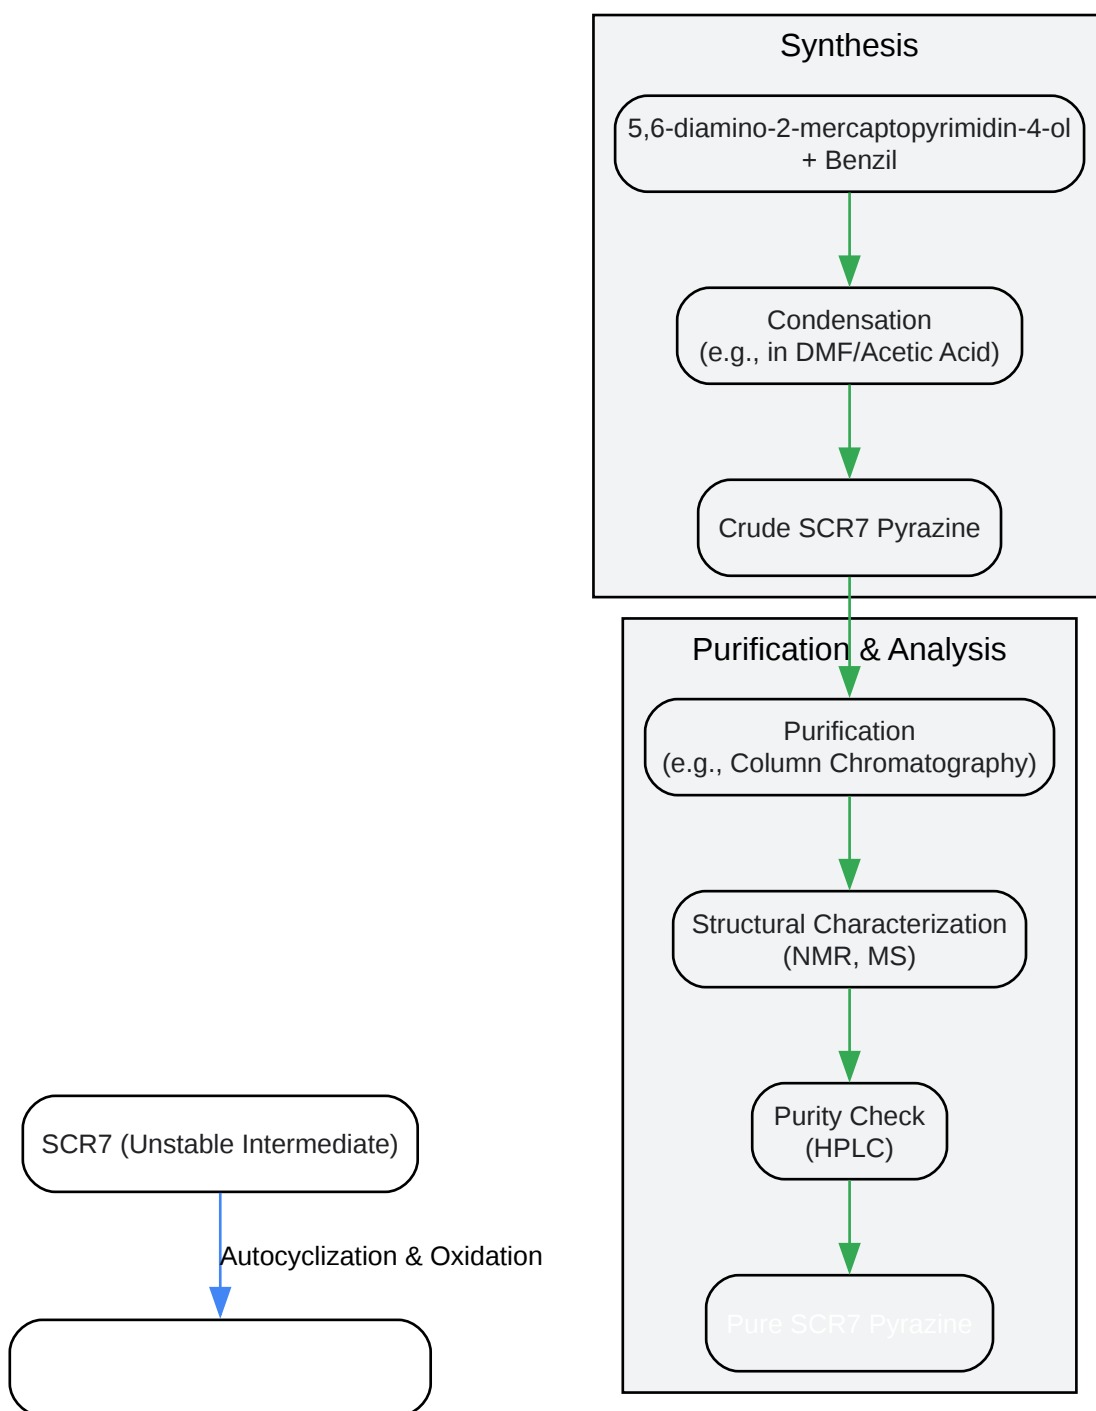 Synthesis
5,6-diamino-2-mercaptopyrimidin-4-ol
+ Benzil
Condensation
(e.g., in DMF/Acetic Acid)
Crude SCR7 Pyrazine
Purification & Analysis
Purification
(e.g., Column Chromatography)
Structural Characterization
(NMR, MS)
Purity Check
(HPLC)
Pure SCR7 Pyrazine
SCR7 (Unstable Intermediate)
Autocyclization & Oxidation